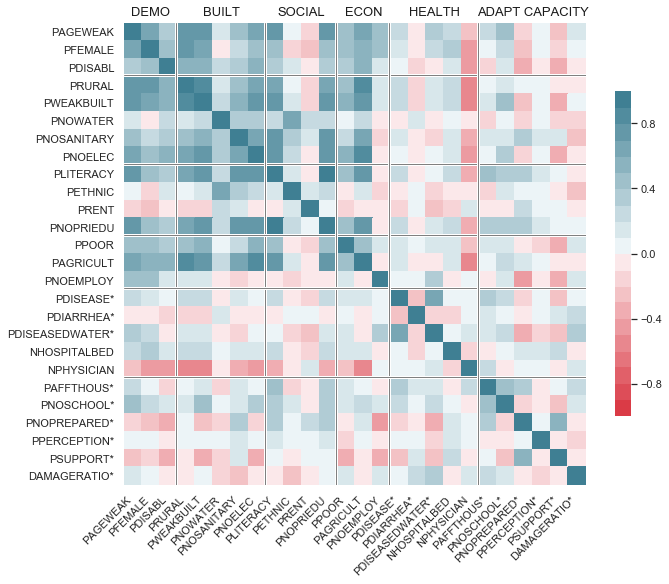 DEMO BUILT SOCIAL ECON HEALTH ADAPT CAPACITY
PAGEWEAK
PFEMALE
PDISABL
PRURAL
PWEAKBUILT
PNOWATER
PNOSANITARY
PNOELEC
PLITERACY
PETHNIC
PRENT
PNOPRIEDU
PPOOR
PAGRICULT
PNOEMPLOY
PDISEASE*
PDIARRHEA*
PDISEASEDWATER*
NHOSPITALBED
NPHYSICIAN
PAFFTHOUS*
PNOSCHOOL*
PNOPREPARED*
PPERCEPTION*
PSUPPORT*
DAMAGERATIO*
PAGEWEAK
PFEMALE
PDISABL
PRURAL
PWEAKBUILT
PNOWATER
PNOSANITARY
PNOELEC
PLITERACY
PETHNIC
PRENT
PNOPRIEDU
PPOOR
PAGRICULT
PNOEMPLOY
PDISEASE*
PDIARRHEA*
PDISEASEDWATER*
NHOSPITALBED
NPHYSICIAN
PAFFTHOUS*
PNOSCHOOL*
PNOPREPARED*
PPERCEPTION*
PSUPPORT*
DAMAGERATIO*
0.8
0.4
0.0
-0.4
-0.8